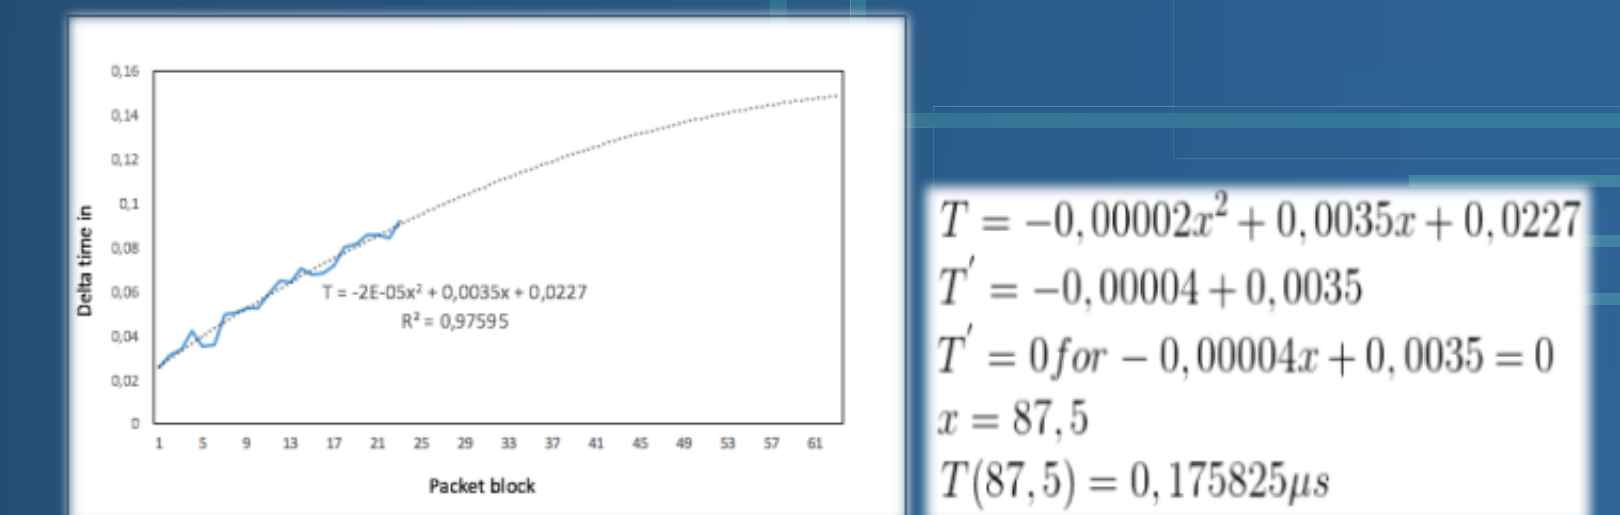 0,16
0,14
0,12
0,1
0,08
0,06
0,04
0,02
0
Delta time in
T = -2E-05x² + 0,0035x + 0,0227
R² = 0,97595
1 5 9 13 17 21 25 29 33 37 41 45 49 53 57 61
Packet block
T = −0,00002x² + 0,0035x + 0,0227
T′ = −0,00004 + 0,0035
T′ = 0for − 0,00004x + 0,0035 = 0
x = 87,5
T(87,5) = 0,175825μs